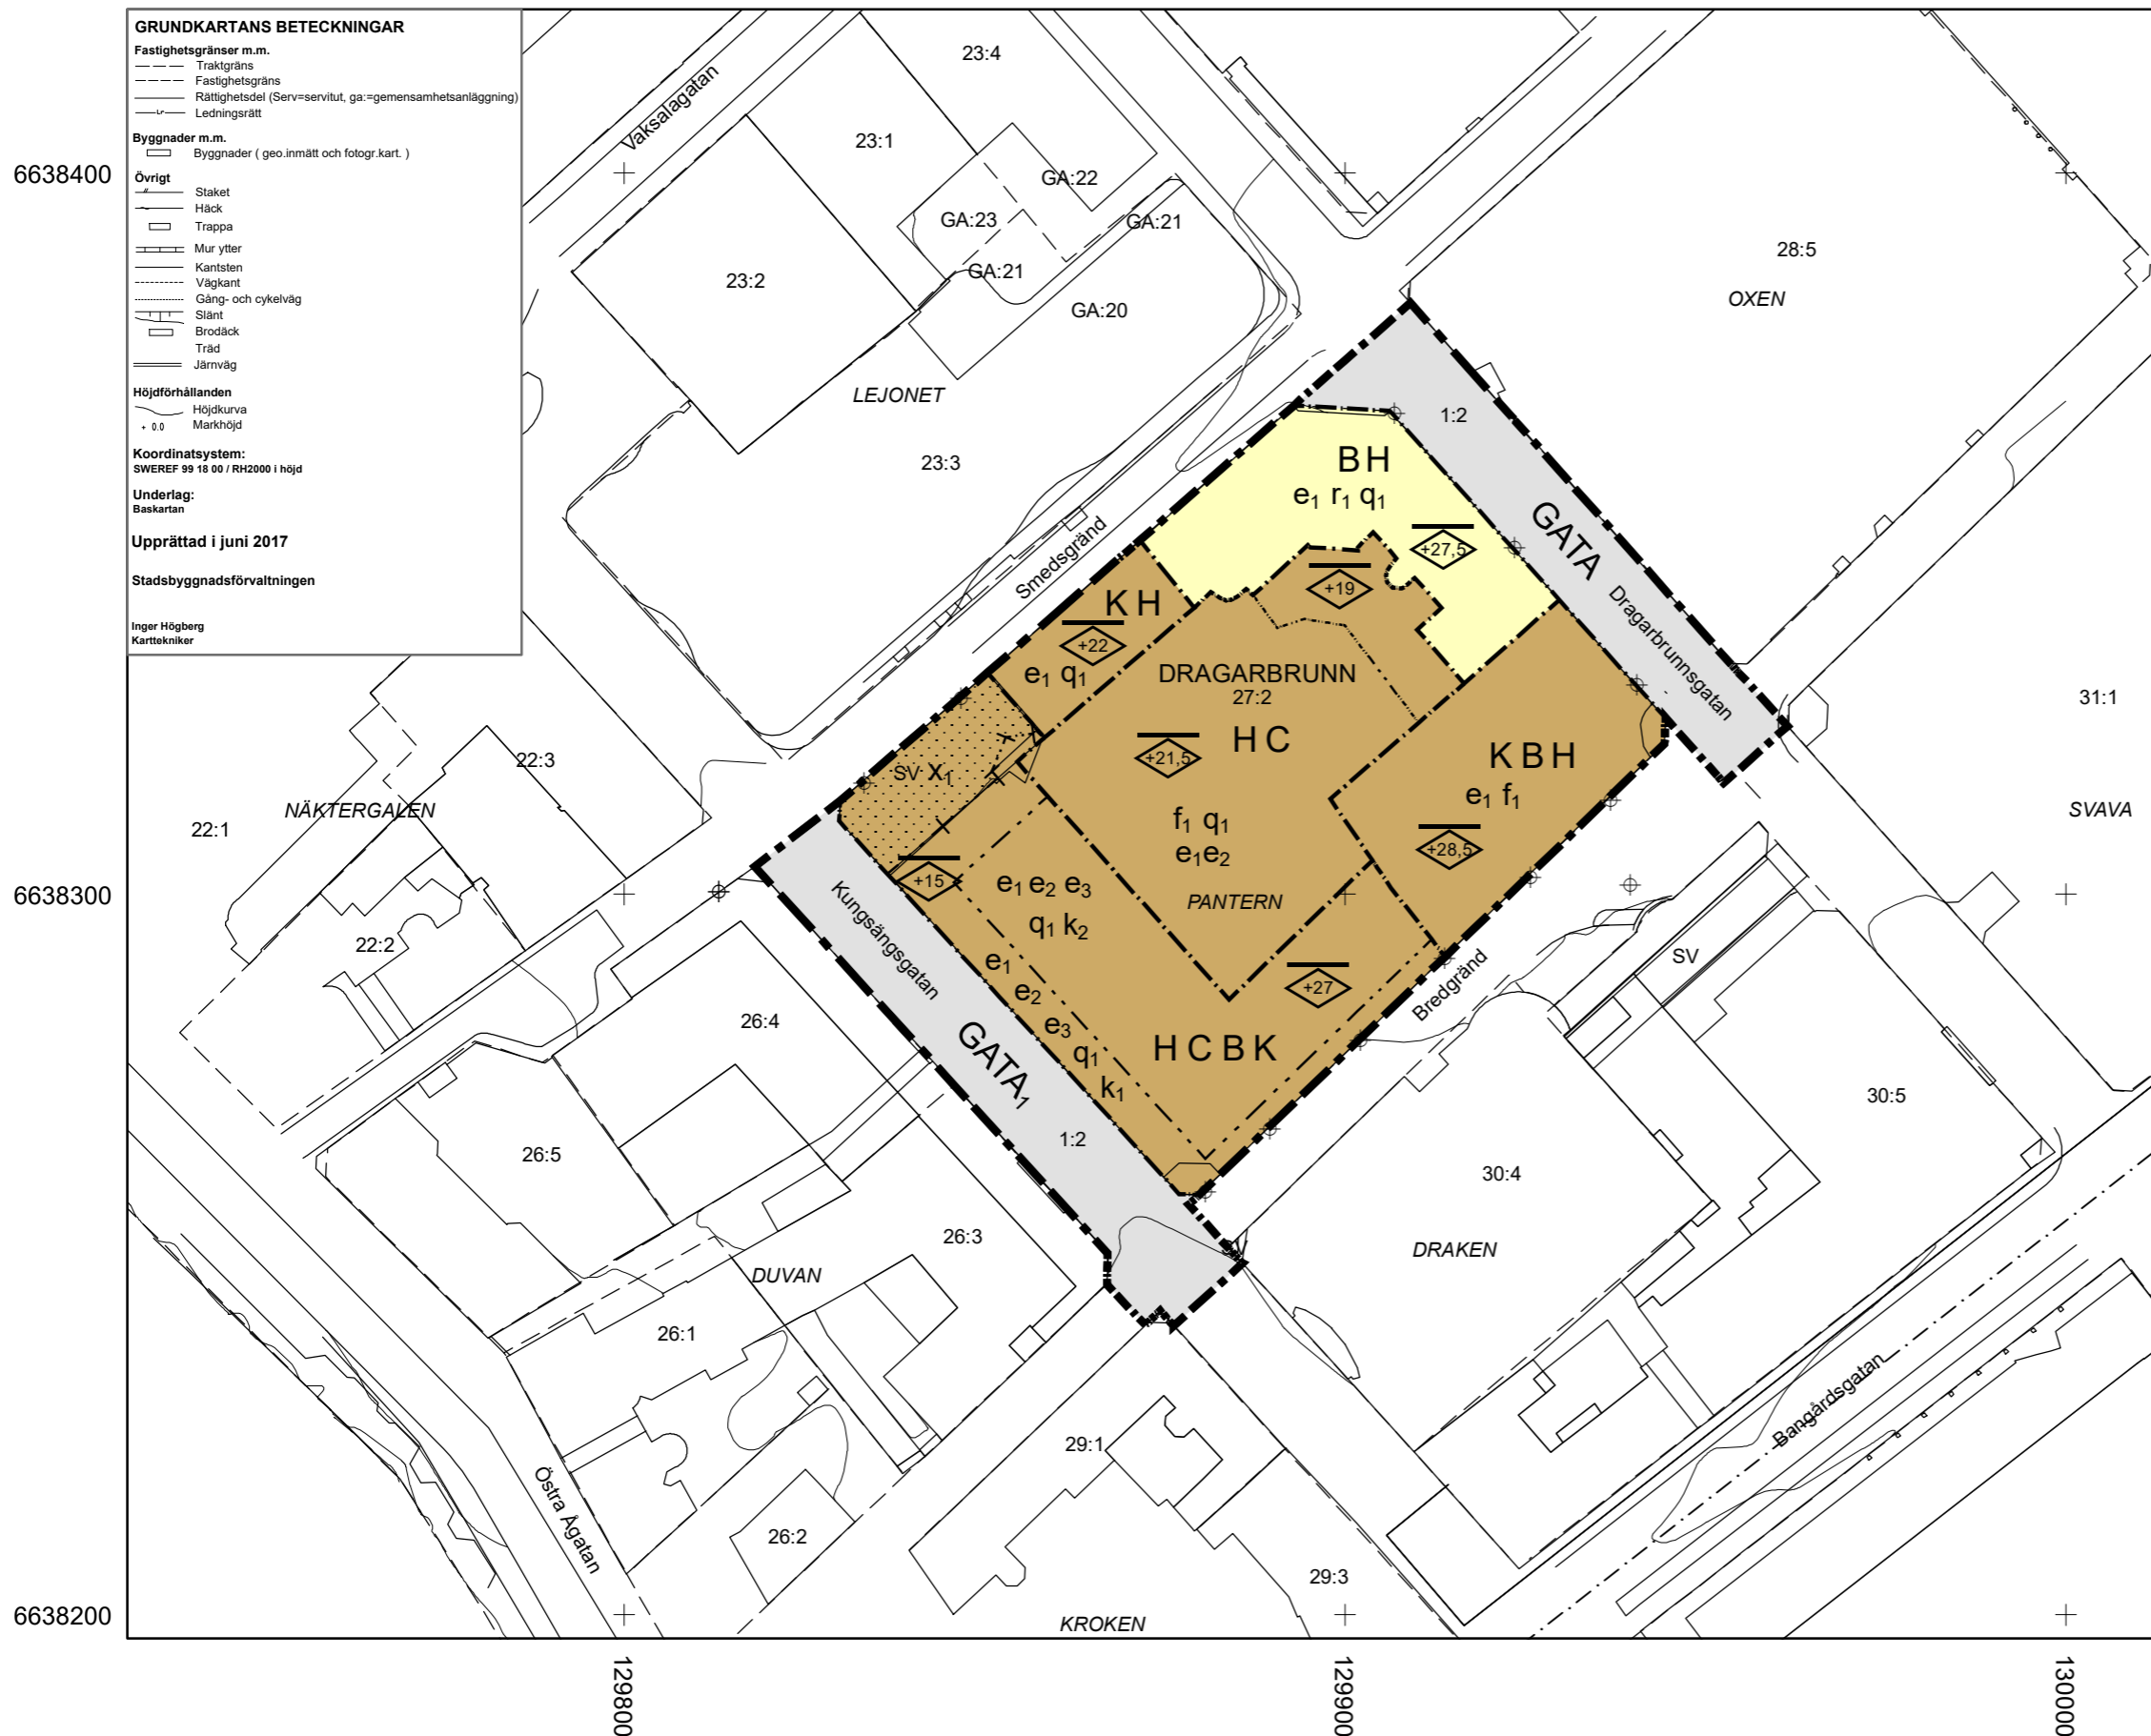 GRUNDKARTANS BETECKNINGAR
Fastighetsgränser m.m.
Traktgräns
Fastighetsgräns
Rättighetsdel (Serv=servitut, ga:=gemensamhetsanläggning)
Lr Ledningsrätt
Byggnader m.m.
Byggnader ( geo.inmätt och fotogr.kart. )
Övrigt
Staket
Häck
Trappa
Mur ytter
Kantsten
Vägkant
Gång- och cykelväg
Slänt
Brodäck
Träd
Järnväg
Höjdförhållanden
Höjdkurva
+ 0.0 Markhöjd
Koordinatsystem:
SWEREF 99 18 00 / RH2000 i höjd
Underlag:
Baskartan
Upprättad i juni 2017
Stadsbyggnadsförvaltningen
Inger Högberg
Karttekniker
6638400
6638300
6638200
129800
129900
130000
Vaksalagatan
23:4
23:1
GA:22
GA:23
GA:21
GA:21
23:2
GA:20
28:5
OXEN
LEJONET
23:3
1:2
BH
e₁ r₁ q₁
GATA
+27,5
Smedsgränd
+19
Dragarbrunnsgatan
KH
+22
e₁ q₁
DRAGARBRUNN
27:2
HC
31:1
22:3
+21,5
KBH
e₁ f₁
SV x₁
NÄKTERGALEN
22:1
SVAVA
f₁ q₁
e₁e₂
+28,5
+15
e₁ e₂ e₃
q₁ k₂
PANTERN
Kungsängsgatan
22:2
SV
e₁
e₂
e₃
q₁
k₁
+27
Bredgränd
26:4
GATA₁
HCBK
30:5
1:2
26:5
30:4
26:3
DRAKEN
DUVAN
26:1
Bangårdsgatan
29:1
Östra Ågatan
26:2
29:3
KROKEN